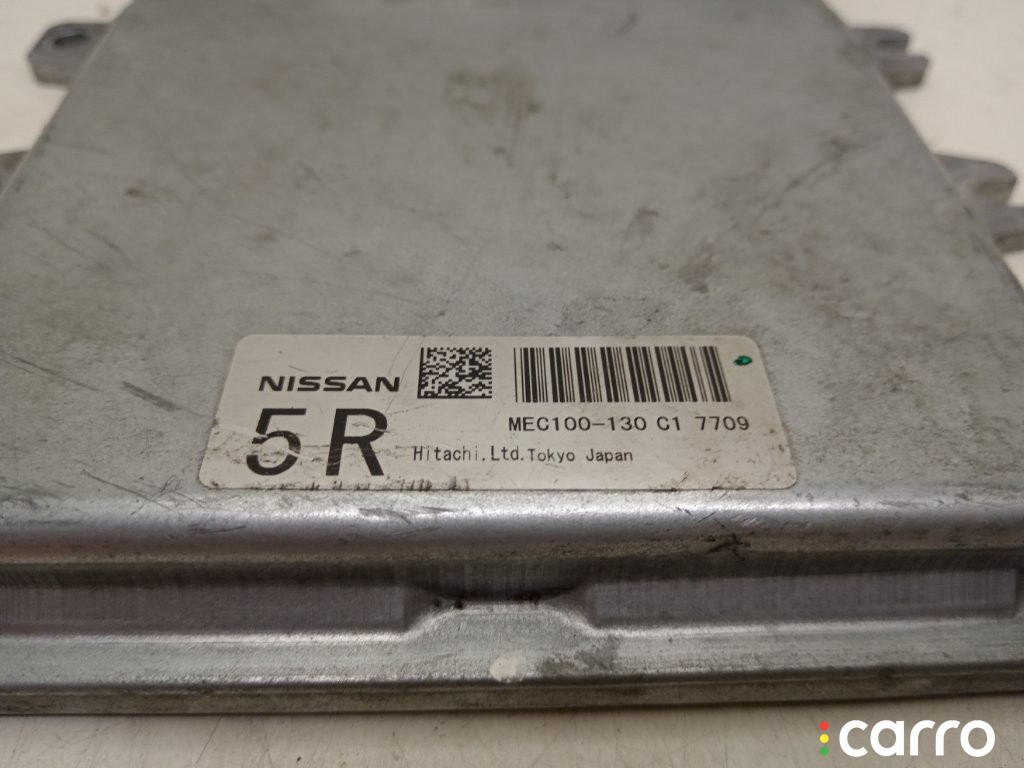 NISSAN
5R
MEC100-130 C1 7709
Hitachi,Ltd.Tokyo Japan
carro